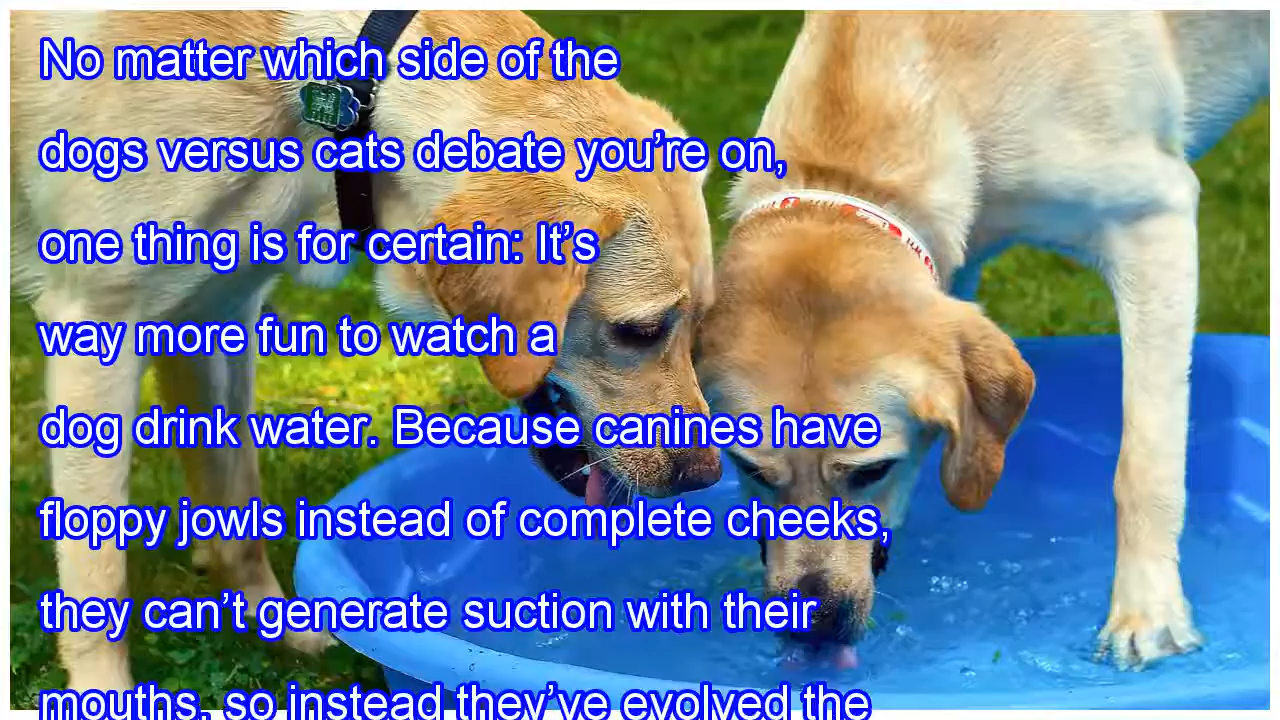 No matter which side of the
dogs versus cats debate you’re on,
one thing is for certain: It’s
way more fun to watch a
dog drink water. Because canines have
floppy jowls instead of complete cheeks,
they can’t generate suction with their
mouths, so instead they’ve evolved the